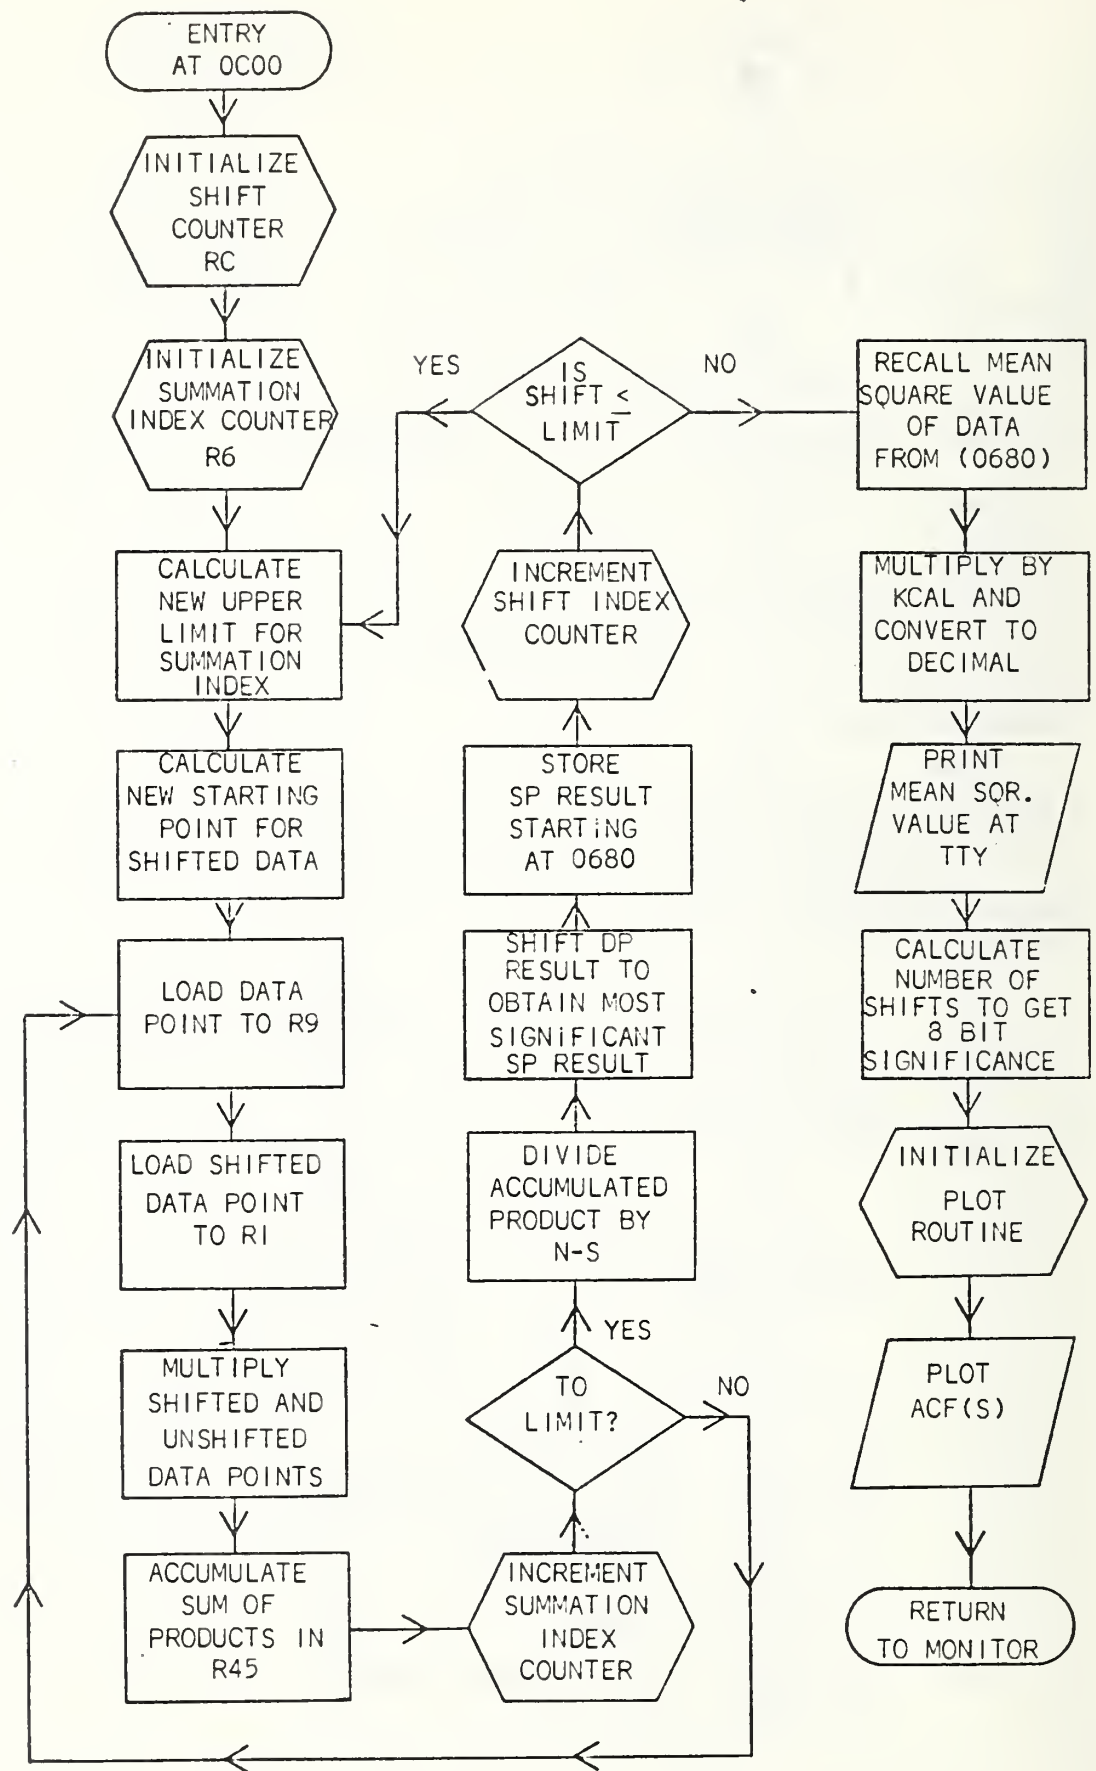 ENTRY
AT 0C00
INITIALIZE
SHIFT
COUNTER
RC
INITIALIZE
SUMMATION
INDEX COUNTER
R6
CALCULATE
NEW UPPER
LIMIT FOR
SUMMATION
INDEX
CALCULATE
NEW STARTING
POINT FOR
SHIFTED DATA
LOAD DATA
POINT TO R9
LOAD SHIFTED
DATA POINT
TO R1
MULTIPLY
SHIFTED AND
UNSHIFTED
DATA POINTS
ACCUMULATE
SUM OF
PRODUCTS IN
R45
INCREMENT
SUMMATION
INDEX
COUNTER
TO
LIMIT?
NO
YES
DIVIDE
ACCUMULATED
PRODUCT BY
N-S
SHIFT DP
RESULT TO
OBTAIN MOST
SIGNIFICANT
SP RESULT
STORE
SP RESULT
STARTING
AT 0680
INCREMENT
SHIFT INDEX
COUNTER
IS
SHIFT ≤
LIMIT
YES
NO
RECALL MEAN
SQUARE VALUE
OF DATA
FROM (0680)
MULTIPLY BY
KCAL AND
CONVERT TO
DECIMAL
PRINT
MEAN SQR.
VALUE AT
TTY
CALCULATE
NUMBER OF
SHIFTS TO GET
8 BIT
SIGNIFICANCE
INITIALIZE
PLOT
ROUTINE
PLOT
ACF(S)
RETURN
TO MONITOR